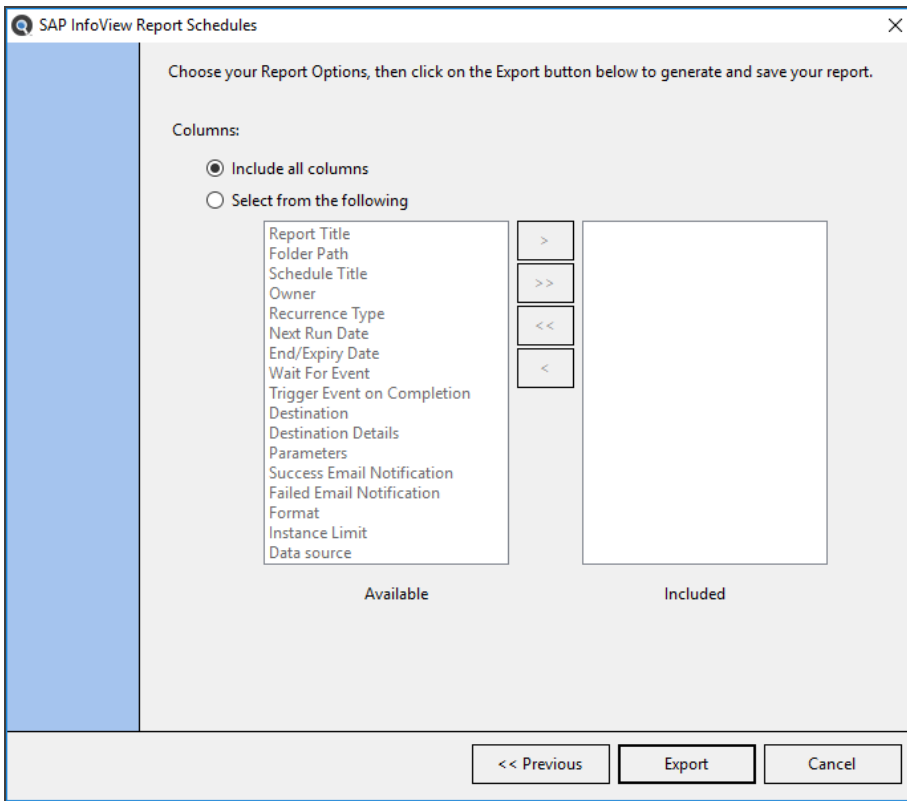 SAP InfoView Report Schedules
Choose your Report Options, then click on the Export button below to generate and save your report.
Columns:
Include all columns
Select from the following
Report Title
Folder Path
Schedule Title
Owner
Recurrence Type
Next Run Date
End/Expiry Date
Wait For Event
Trigger Event on Completion
Destination
Destination Details
Parameters
Success Email Notification
Failed Email Notification
Format
Instance Limit
Data source
>
>>
<<
<
Available
Included
<< Previous
Export
Cancel